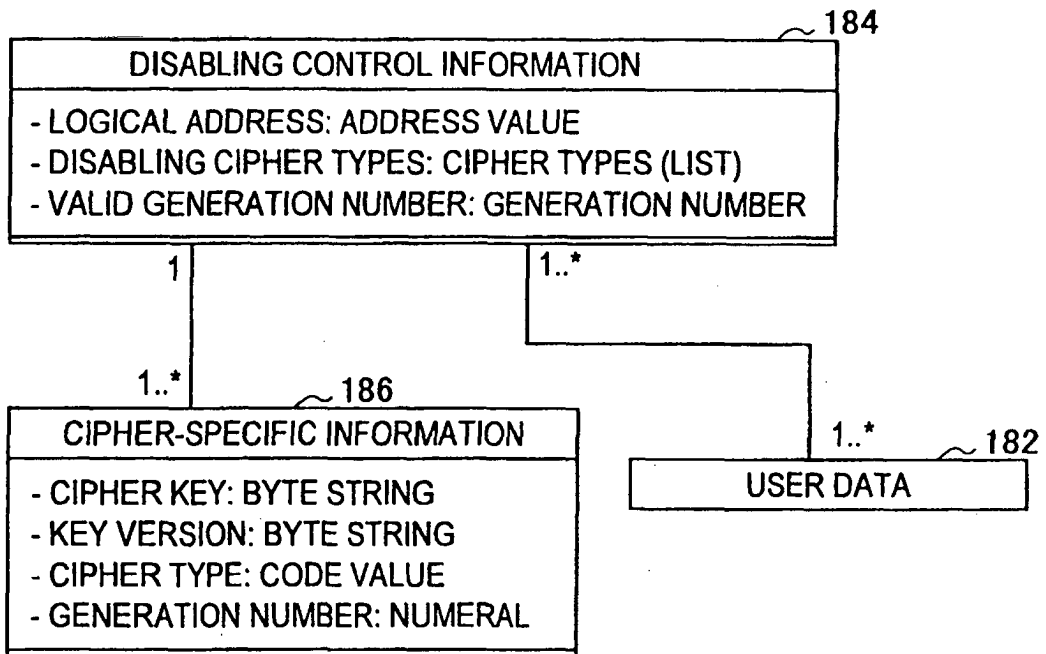 184
DISABLING CONTROL INFORMATION
- LOGICAL ADDRESS: ADDRESS VALUE
- DISABLING CIPHER TYPES: CIPHER TYPES (LIST)
- VALID GENERATION NUMBER: GENERATION NUMBER
1
1..*
1..*
186
CIPHER-SPECIFIC INFORMATION
- CIPHER KEY: BYTE STRING
- KEY VERSION: BYTE STRING
- CIPHER TYPE: CODE VALUE
- GENERATION NUMBER: NUMERAL
1..*
182
USER DATA